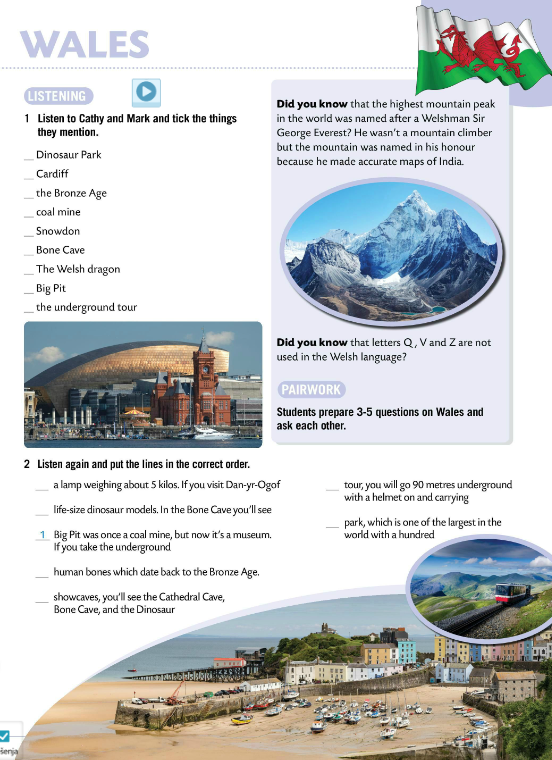 WALES
LISTENING
1 Listen to Cathy and Mark and tick the things
they mention.
__ Dinosaur Park
__ Cardiff
__ the Bronze Age
__ coal mine
__ Snowdon
__ Bone Cave
__ The Welsh dragon
__ Big Pit
__ the underground tour
Did you know that the highest mountain peak
in the world was named after a Welshman Sir
George Everest? He wasn't a mountain climber
but the mountain was named in his honour
because he made accurate maps of India.
Did you know that letters Q , V and Z are not
used in the Welsh language?
PAIRWORK
Students prepare 3-5 questions on Wales and
ask each other.
2 Listen again and put the lines in the correct order.
__ a lamp weighing about 5 kilos. If you visit Dan-yr-Ogof
__ life-size dinosaur models. In the Bone Cave you'll see
1 Big Pit was once a coal mine, but now it's a museum.
If you take the underground
__ human bones which date back to the Bronze Age.
__ showcaves, you'll see the Cathedral Cave,
Bone Cave, and the Dinosaur
__ tour, you will go 90 metres underground
with a helmet on and carrying
__ park, which is one of the largest in the
world with a hundred
šenja